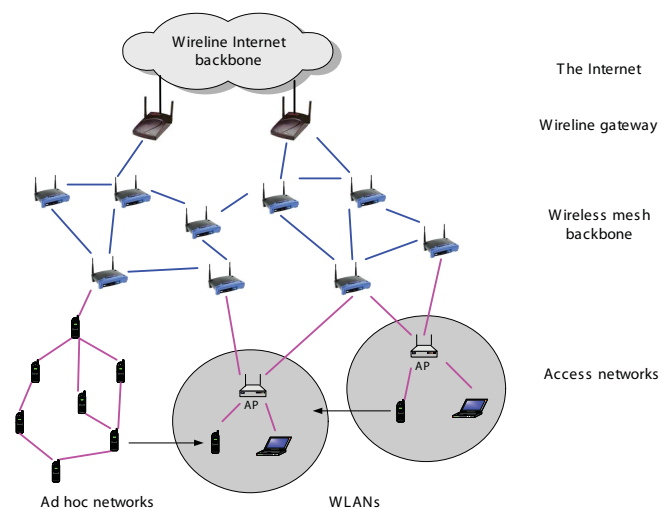 Wireline Internet
backbone
The Internet
Wireline gateway
Wireless mesh
backbone
AP
AP
Access networks
Ad hoc networks
WLANs